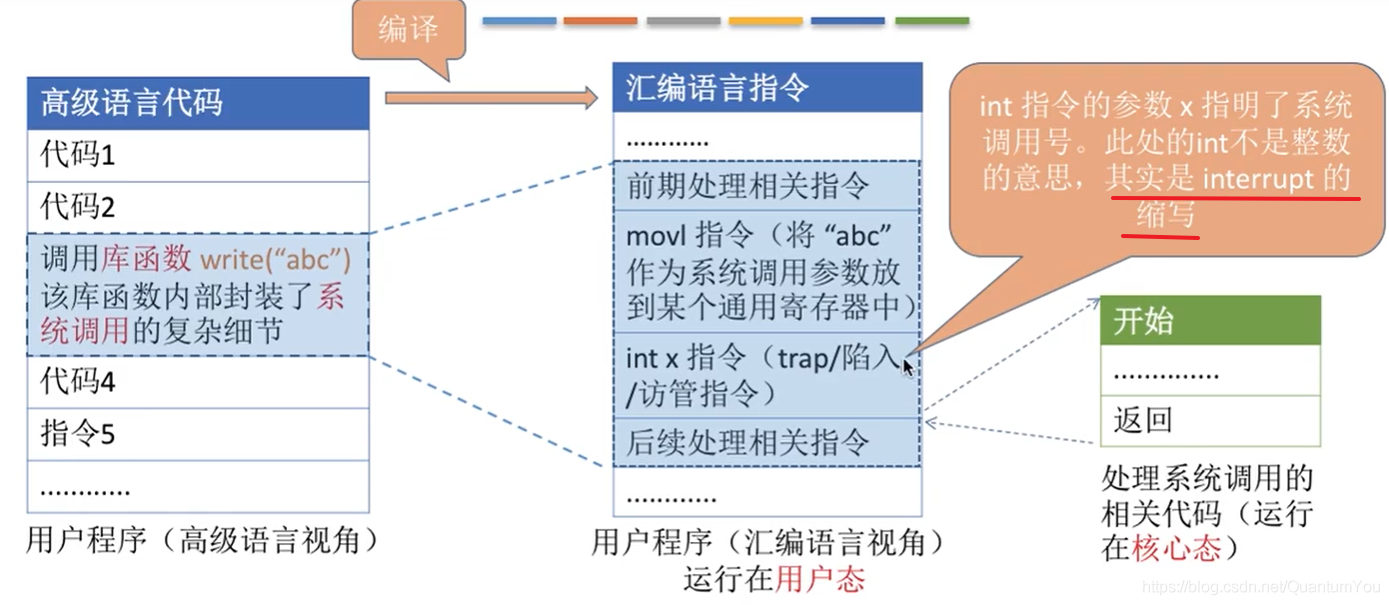 编译
高级语言代码
代码1
代码2
调用库函数 write(“abc”)
该库函数内部封装了系
统调用的复杂细节
代码4
指令5
…………
用户程序（高级语言视角）
汇编语言指令
…………
前期处理相关指令
movl 指令（将 “abc”
作为系统调用参数放
到某个通用寄存器中）
int x 指令（trap/陷入
/访管指令）
后续处理相关指令
…………
用户程序（汇编语言视角）
运行在用户态
int 指令的参数 x 指明了系统
调用号。此处的int不是整数
的意思，其实是 interrupt 的
缩写
开始
…………..
返回
处理系统调用的
相关代码（运行
在核心态）
https://blog.csdn.net/QuantumYou